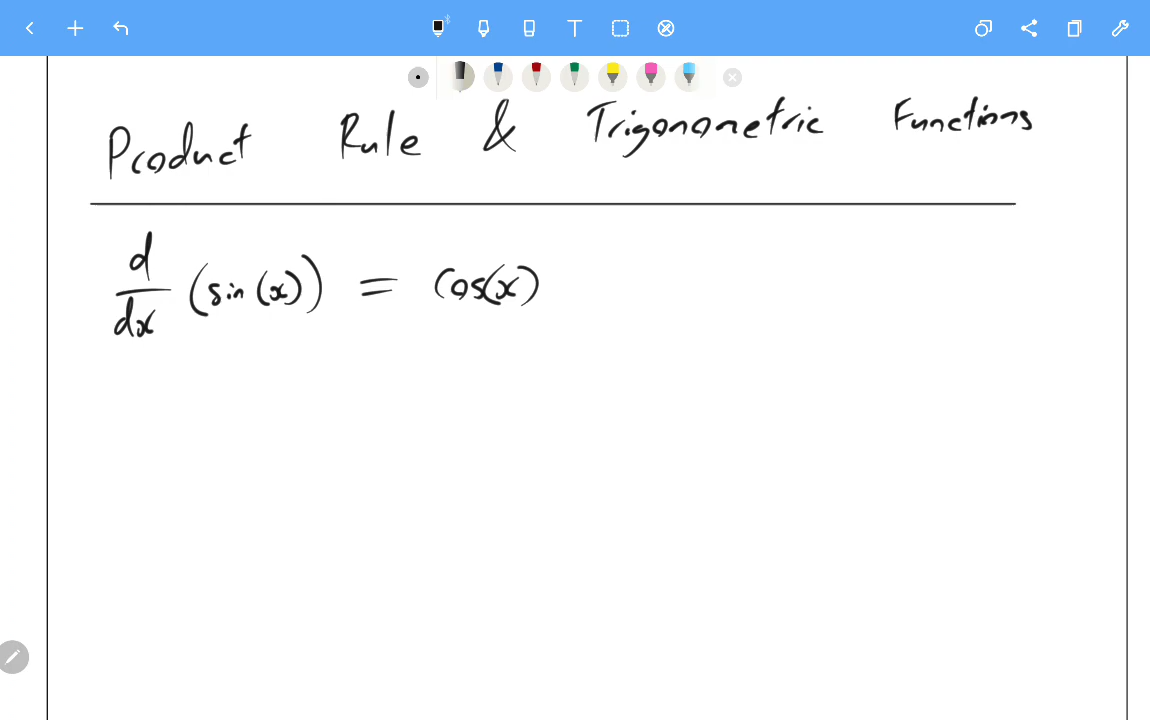 Product Rule & Trigonometric Functions
d/dx (sin(x)) = cos(x)